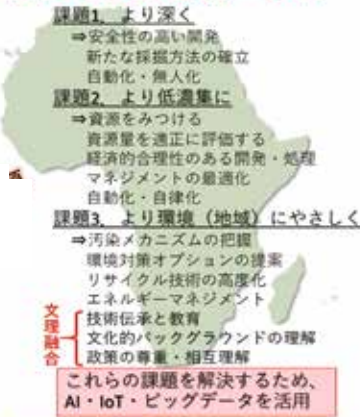 課題1, より深く
⇒安全性の高い開発
新たな採掘方法の確立
自動化・無人化
課題2, より低濃集に
⇒資源をみつける
資源量を適正に評価する
経済的合理性のある開発・処理
マネジメントの最適化
自動化・自律化
課題3, より環境（地域）にやさしく
⇒汚染メカニズムの把握
環境対策オプションの提案
リサイクル技術の高度化
エネルギーマネジメント
文理融合
技術伝承と教育
文化的バックグラウンドの理解
政策の尊重・相互理解
これらの課題を解決するため、
AI・IoT・ビッグデータを活用